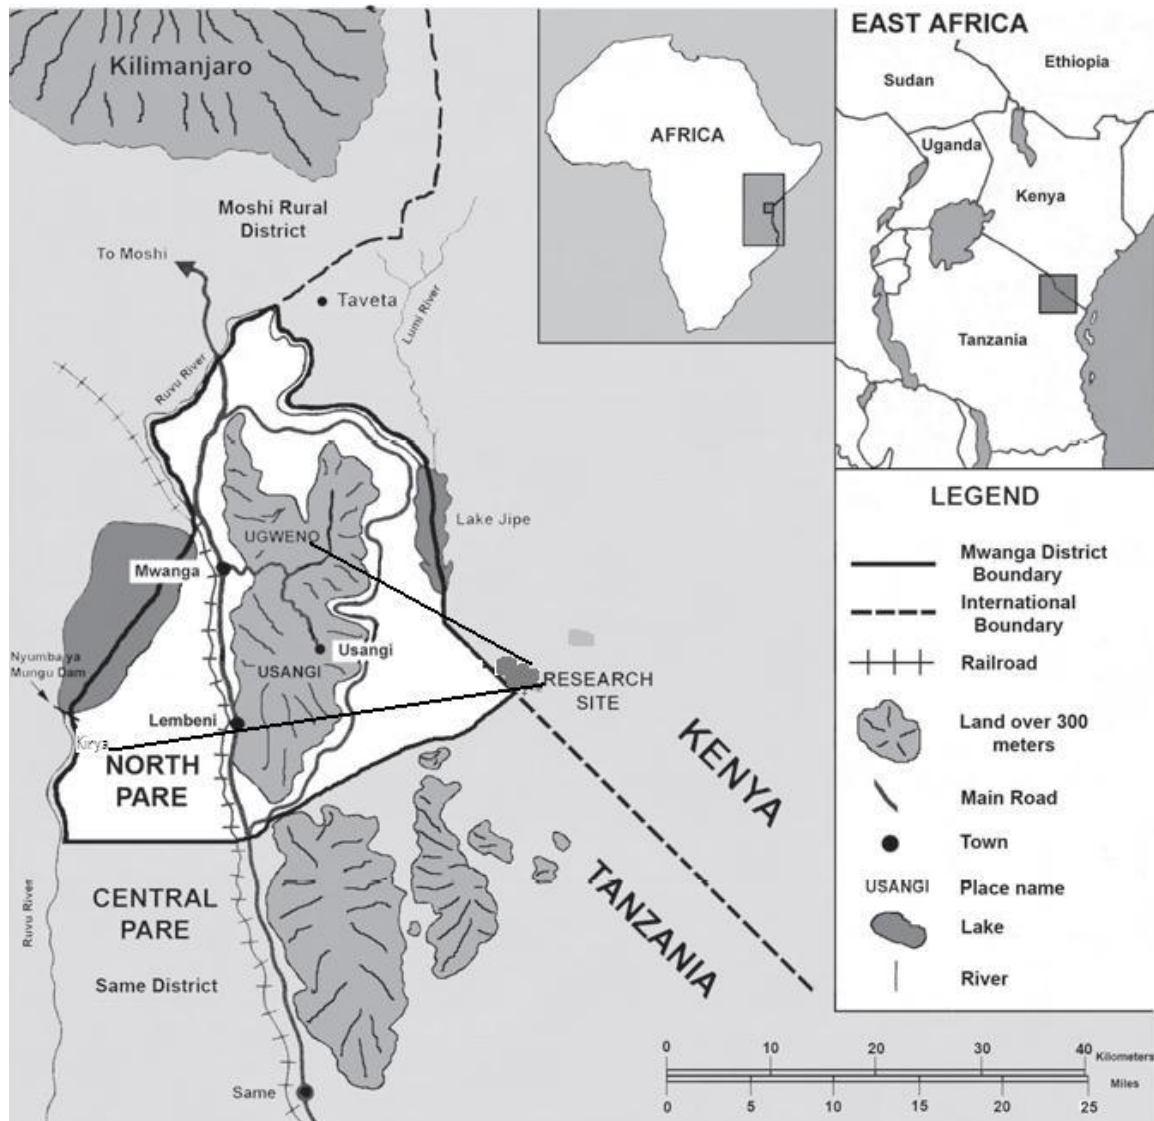 Kilimanjaro
Moshi Rural
District
To Moshi
Taveta
Lumi River
Ruvu River
Lake Jipe
UGWENO
Mwanga
Usangi
USANGI
Nyumba ya
Mungu Dam
RESEARCH
SITE
Lembeni
Kirya
NORTH
PARE
KENYA
TANZANIA
CENTRAL
PARE
Ruvu River
Same District
Same
AFRICA
EAST AFRICA
Sudan
Ethiopia
Uganda
Kenya
Tanzania
LEGEND
Mwanga District
Boundary
International
Boundary
Railroad
Land over 300
meters
Main Road
Town
USANGI Place name
Lake
River
0 10 20 30 40 Kilometers
Miles
0 5 10 15 20 25